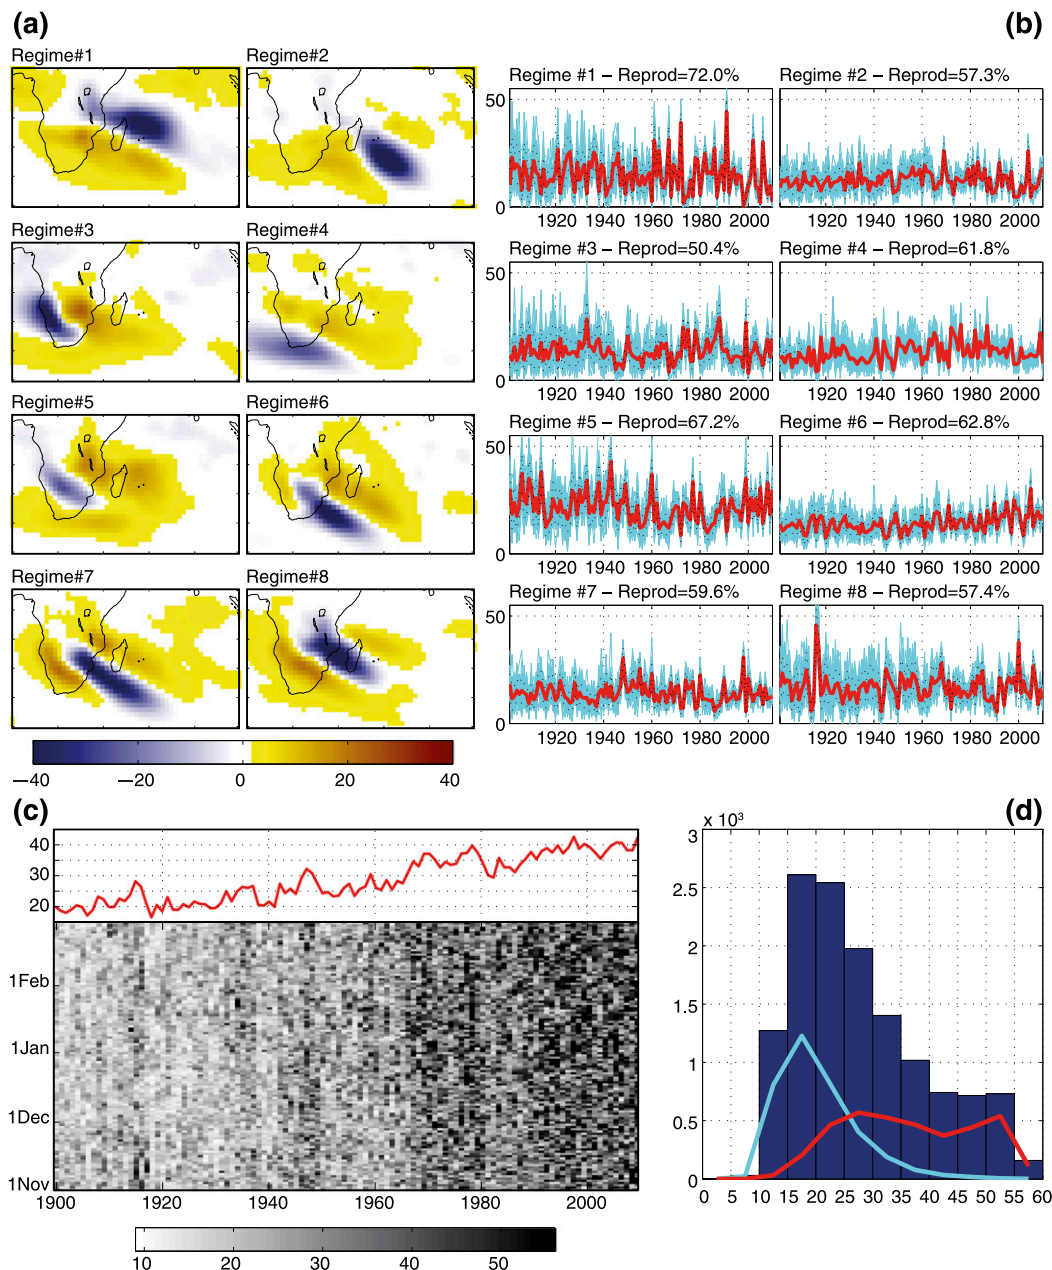 (a)
(b)
Regime#1
Regime#2
Regime#3
Regime#4
Regime#5
Regime#6
Regime#7
Regime#8
−40 −20 0 20 40
Regime #1 – Reprod=72.0%
Regime #2 – Reprod=57.3%
50
0
1920 1940 1960 1980 2000
1920 1940 1960 1980 2000
Regime #3 – Reprod=50.4%
Regime #4 – Reprod=61.8%
50
0
1920 1940 1960 1980 2000
1920 1940 1960 1980 2000
Regime #5 – Reprod=67.2%
Regime #6 – Reprod=62.8%
50
0
1920 1940 1960 1980 2000
1920 1940 1960 1980 2000
Regime #7 – Reprod=59.6%
Regime #8 – Reprod=57.4%
50
0
1920 1940 1960 1980 2000
1920 1940 1960 1980 2000
(c)
40
30
20
1Feb
1Jan
1Dec
1Nov
1900 1920 1940 1960 1980 2000
10 20 30 40 50
(d)
x 10³
3
2.5
2
1.5
1
0.5
0
0 5 10 15 20 25 30 35 40 45 50 55 60